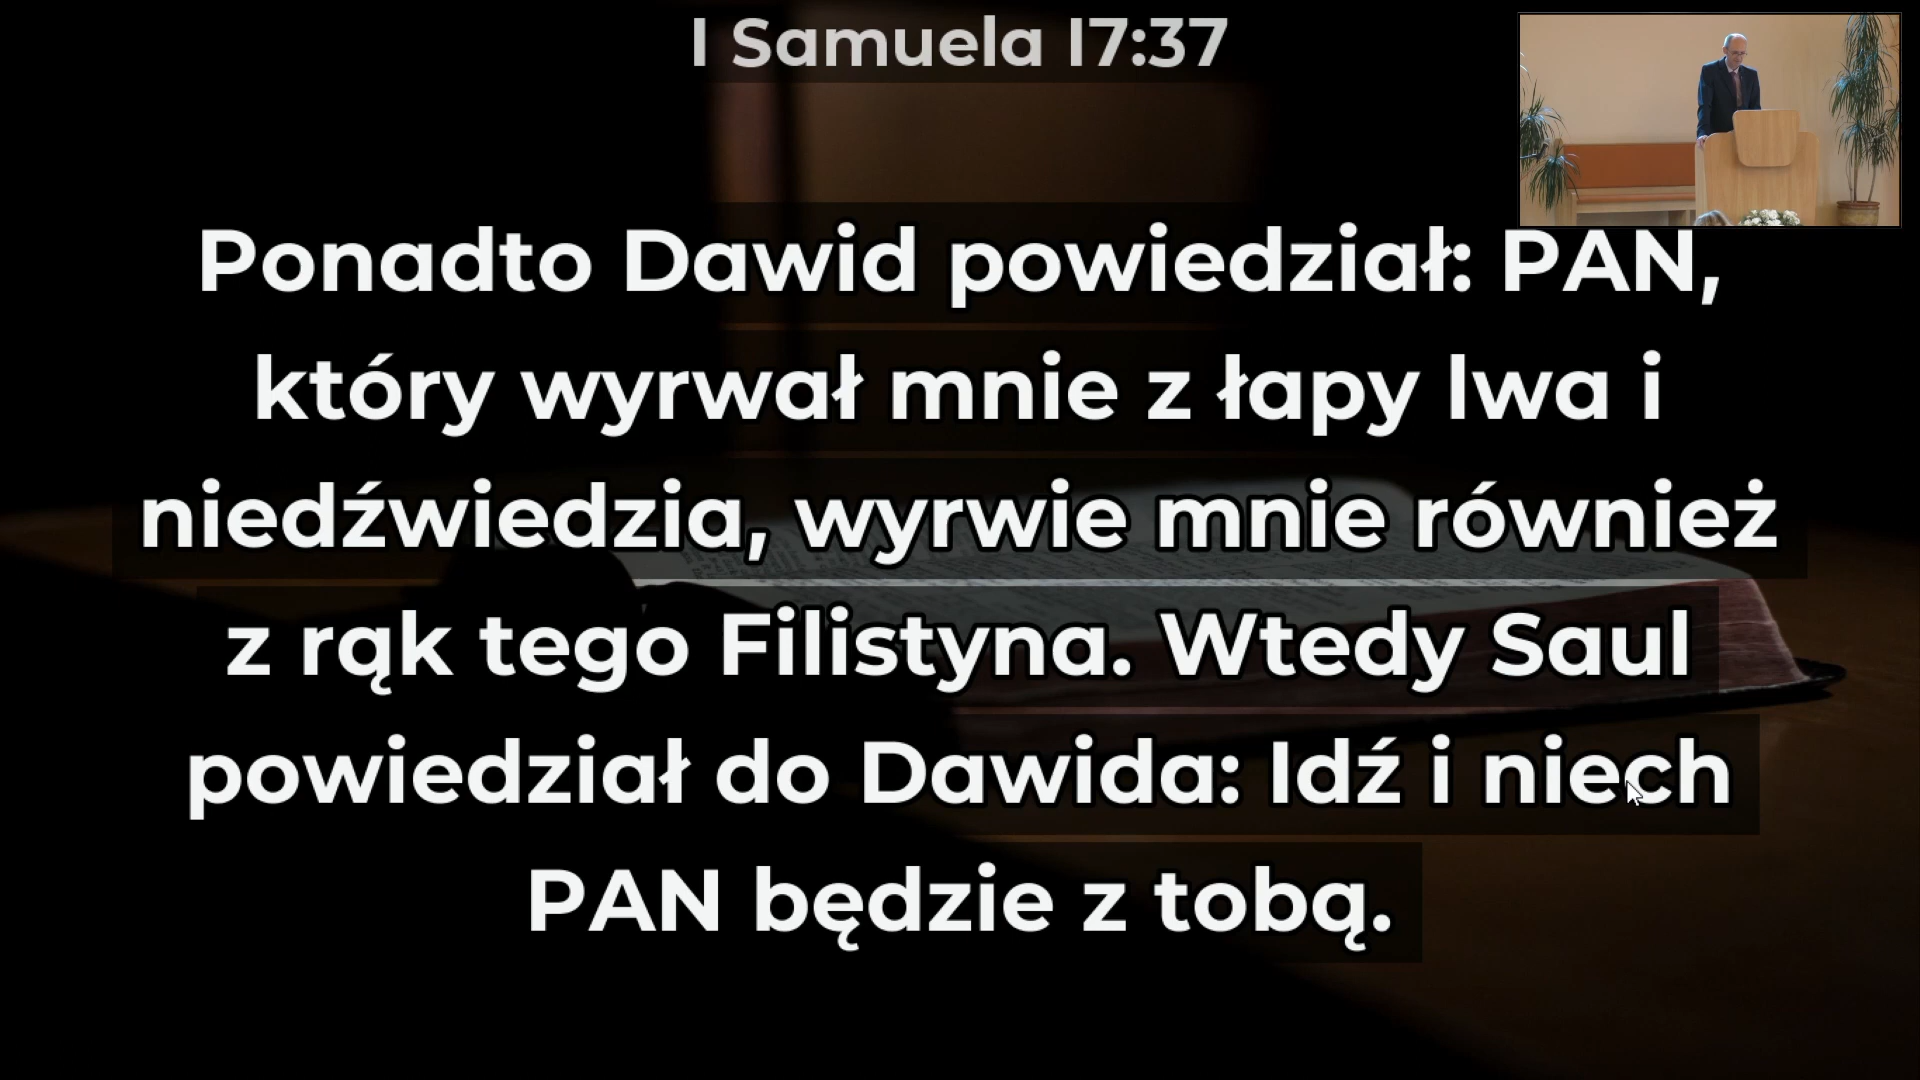 I Samuela 17:37
Ponadto Dawid powiedział: PAN,
który wyrwał mnie z łapy lwa i
niedźwiedzia, wyrwie mnie również
z rąk tego Filistyna. Wtedy Saul
powiedział do Dawida: Idź i niech
PAN będzie z tobą.